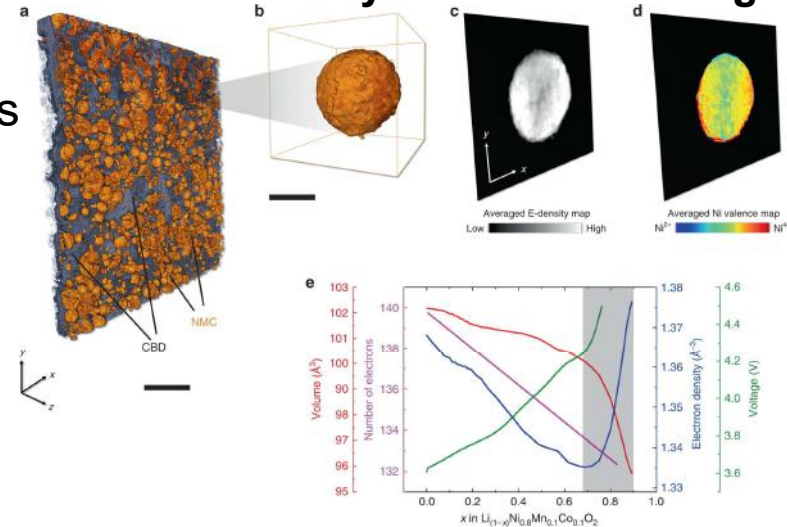 a
b
c
d
s
CBD
NMC
y
x
z
y
x
Averaged E-density map
Low
High
Averaged Ni valence map
Ni2+
Ni4
e
103
102
101
100
99
98
97
96
95
Volume (Å3)
140
138
136
134
132
Number of electrons
1.38
1.37
1.36
1.35
1.34
1.33
Electrron density (Å−3)
4.6
4.4
4.2
4.0
3.8
3.6
Voltage (V)
0.0 0.2 0.4 0.6 0.8 1.0
x in Li(1−x)Ni0.8Mn0.1Co0.1O2